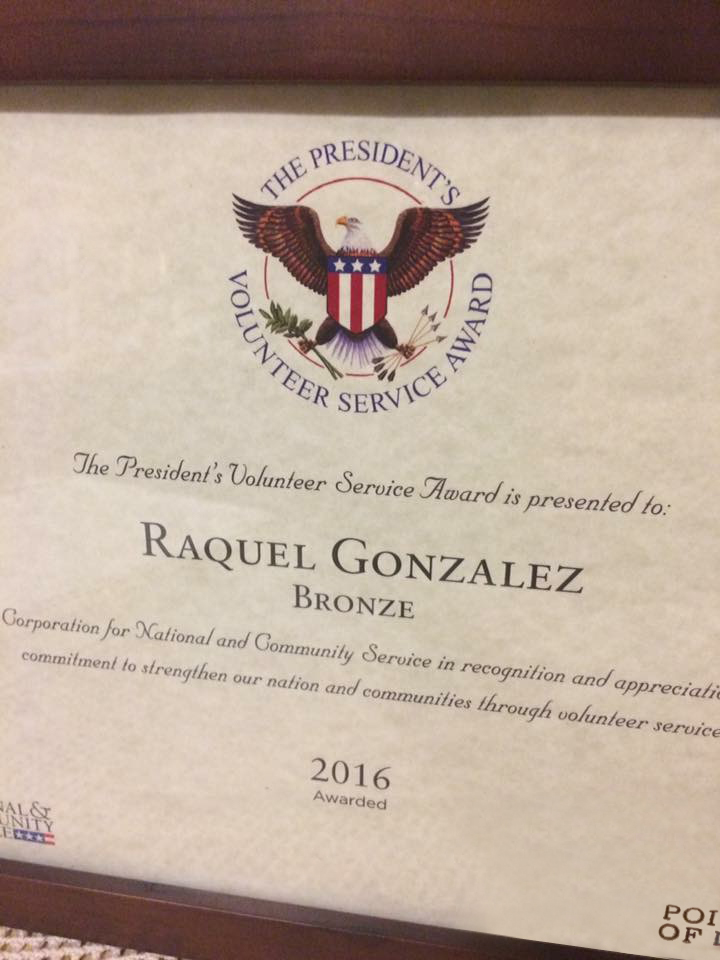 THE PRESIDENT'S
VOLUNTEER SERVICE AWARD
The President's Volunteer Service Award is presented to:
RAQUEL GONZALEZ
BRONZE
Corporation for National and Community Service in recognition and
commitment to strengthen our nation and communities through volunteer service
2016
Awarded
OF